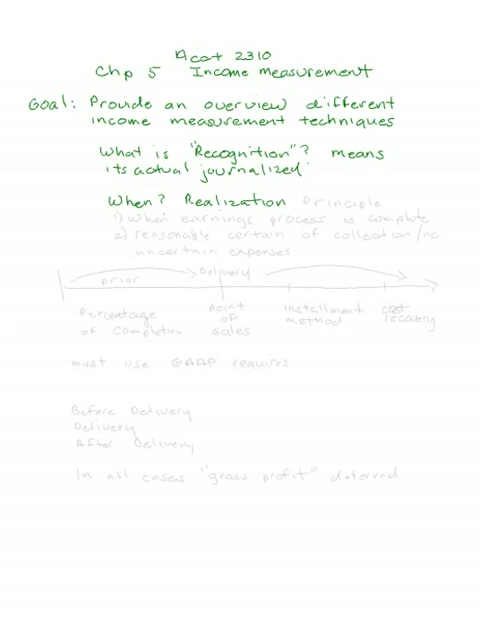 Acct 2310
Chp 5 Income Measurement
Goal: Provide an overview different
income measurement techniques
What is "Recognition"? means
its actual journalized.
When? Realization Principle
1) When earnings process is complete
2) reasonable certain of collection/no
uncertain expenses
Prior Delivery
Percentage point installment cost
of Completion of method recovery
sales
must use GAAP requires
Before Delivery
Delivery
After Delivery
In all cases "gross profit" deferred